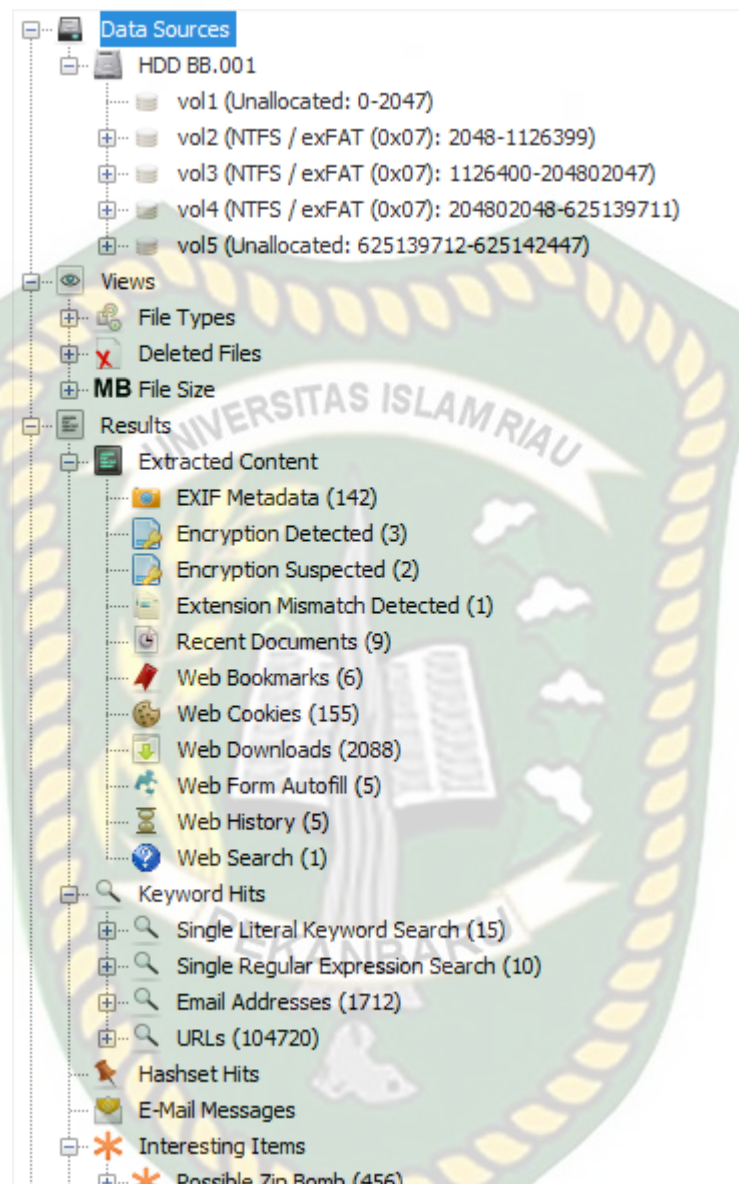 Data Sources
HDD BB.001
vol1 (Unallocated: 0-2047)
vol2 (NTFS / exFAT (0x07): 2048-1126399)
vol3 (NTFS / exFAT (0x07): 1126400-204802047)
vol4 (NTFS / exFAT (0x07): 204802048-625139711)
vol5 (Unallocated: 625139712-625142447)
Views
File Types
Deleted Files
MB File Size
Results
UNIVERSITAS ISLAM RIAU
Extracted Content
EXIF Metadata (142)
Encryption Detected (3)
Encryption Suspected (2)
Extension Mismatch Detected (1)
Recent Documents (9)
Web Bookmarks (6)
Web Cookies (155)
Web Downloads (2088)
Web Form Autofill (5)
Web History (5)
Web Search (1)
Keyword Hits
PEKANBARU
Single Literal Keyword Search (15)
Single Regular Expression Search (10)
Email Addresses (1712)
URLs (104720)
Hashset Hits
E-Mail Messages
Interesting Items
Possible Zip Bomb (456)